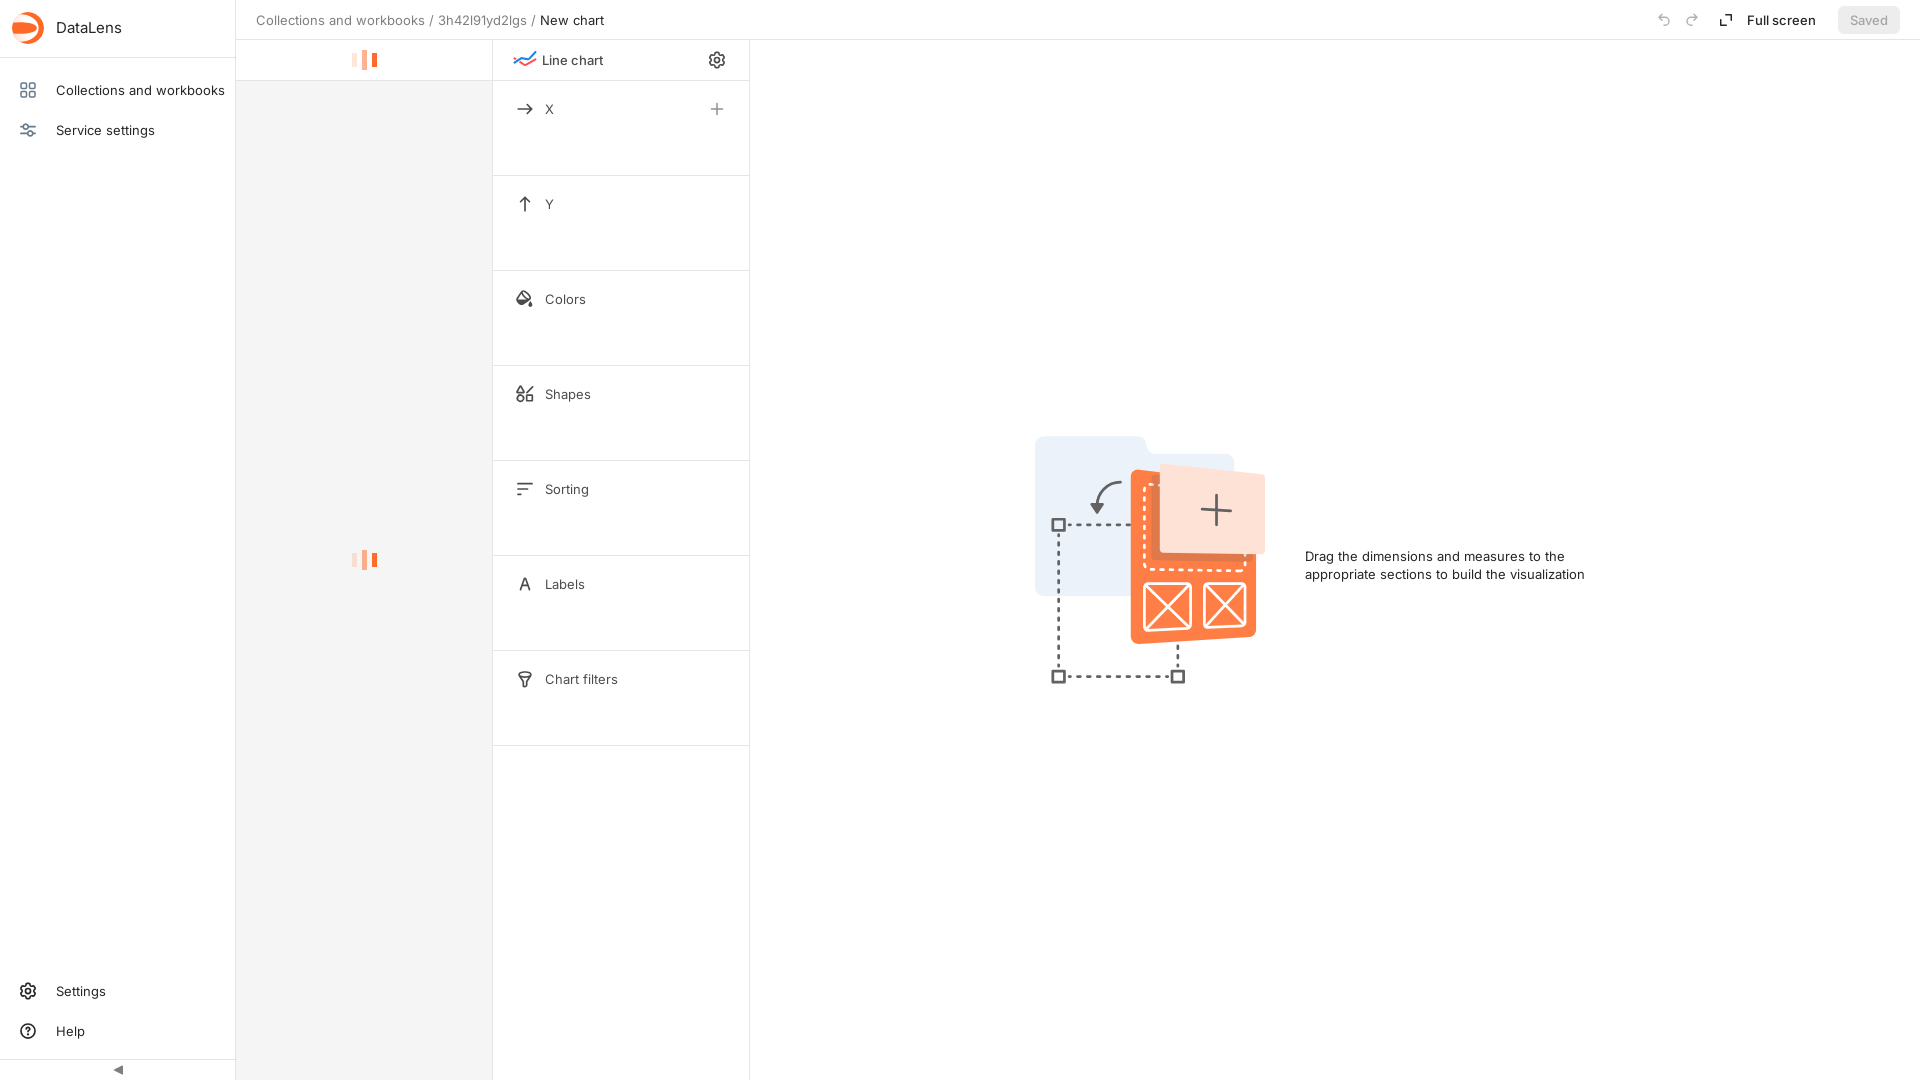 DataLens
Collections and workbooks / 3h42l91yd2lgs / New chart
Full screen
Saved
Collections and workbooks
Service settings
Line chart
X
Y
Colors
Shapes
Sorting
Labels
Chart filters
Drag the dimensions and measures to the
appropriate sections to build the visualization
Settings
Help